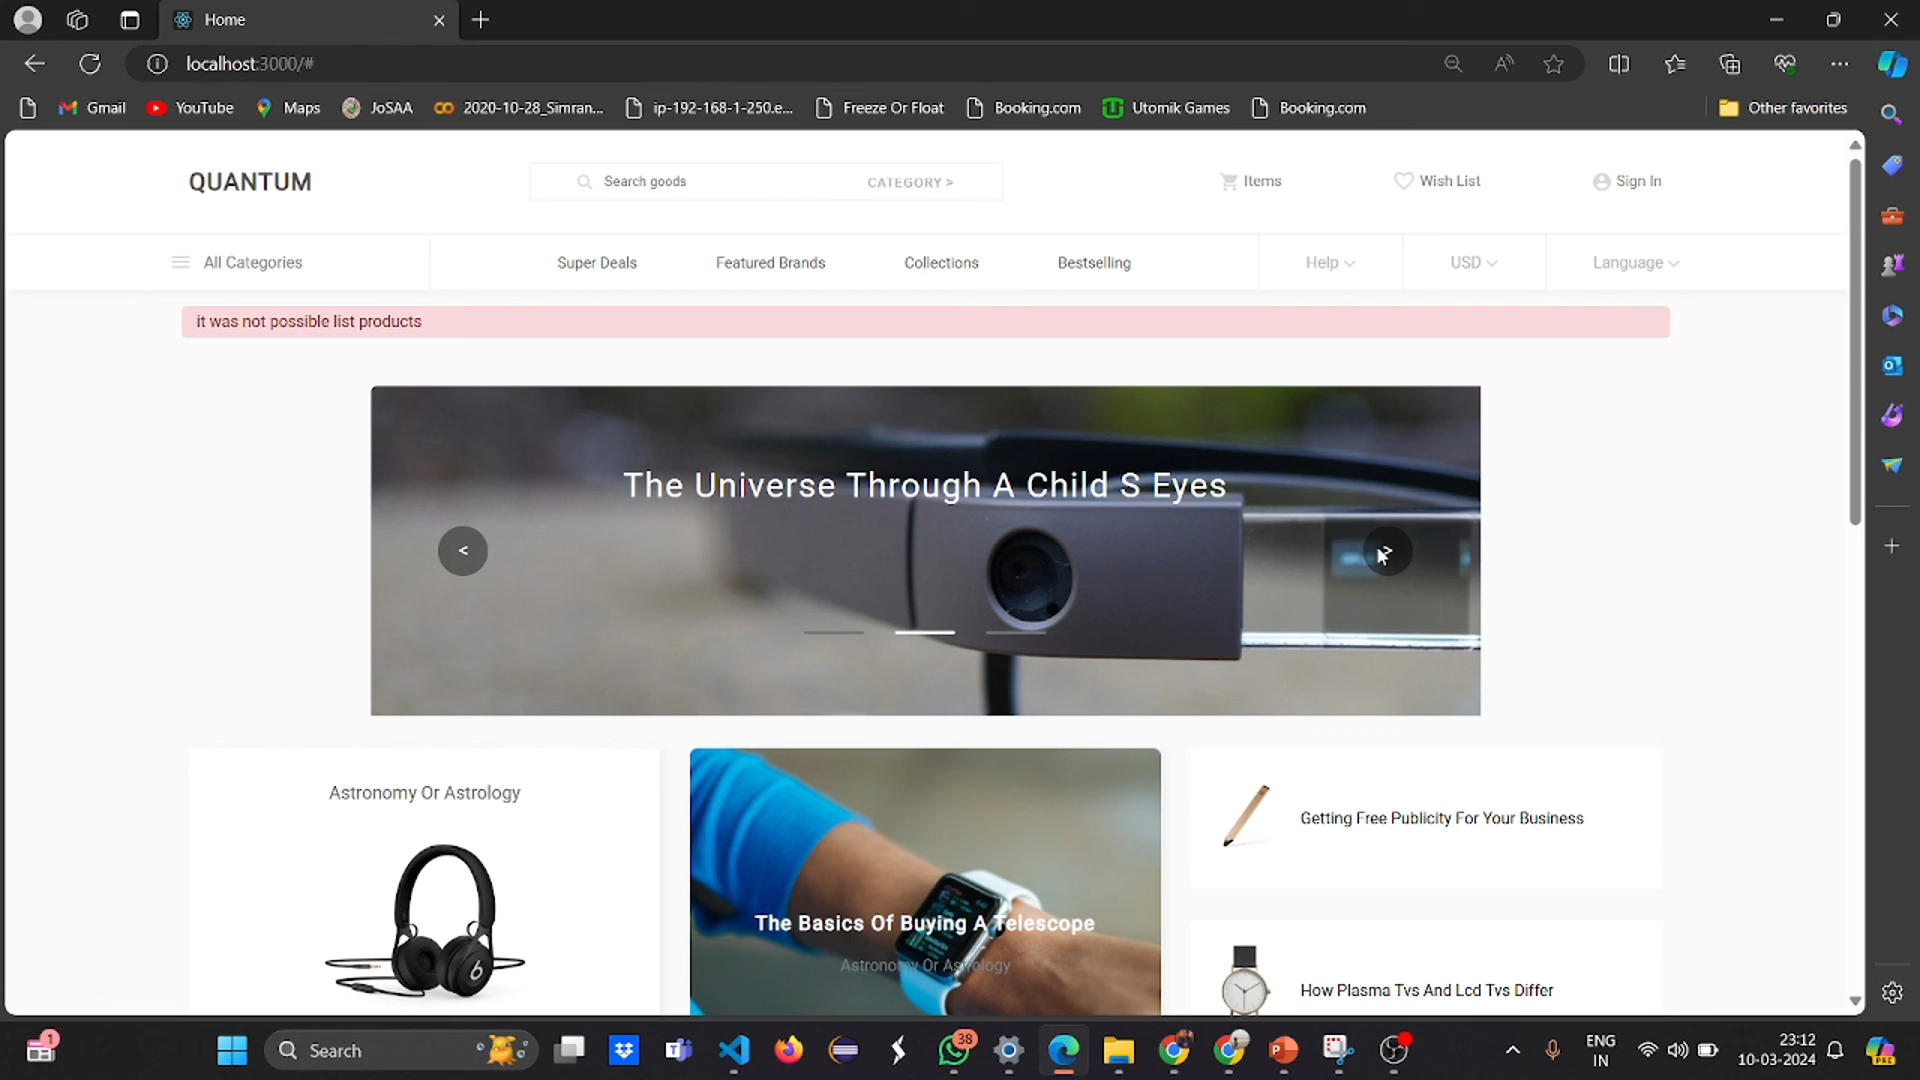 Home
localhost:3000/#
Gmail YouTube Maps JoSAA 2020-10-28_Simran... ip-192-168-1-250.e... Freeze Or Float Booking.com Utomik Games Booking.com Other favorites
QUANTUM
Search goods CATEGORY >
Items
Wish List
Sign In
All Categories
Super Deals Featured Brands Collections Bestselling
Help USD Language
it was not possible list products
The Universe Through A Child S Eyes
< >
Astronomy Or Astrology
The Basics Of Buying A Telescope
Astronomy Or Astrology
Getting Free Publicity For Your Business
How Plasma Tvs And Lcd Tvs Differ
1
Search
38
ENG
IN
23:12
10-03-2024
PRE